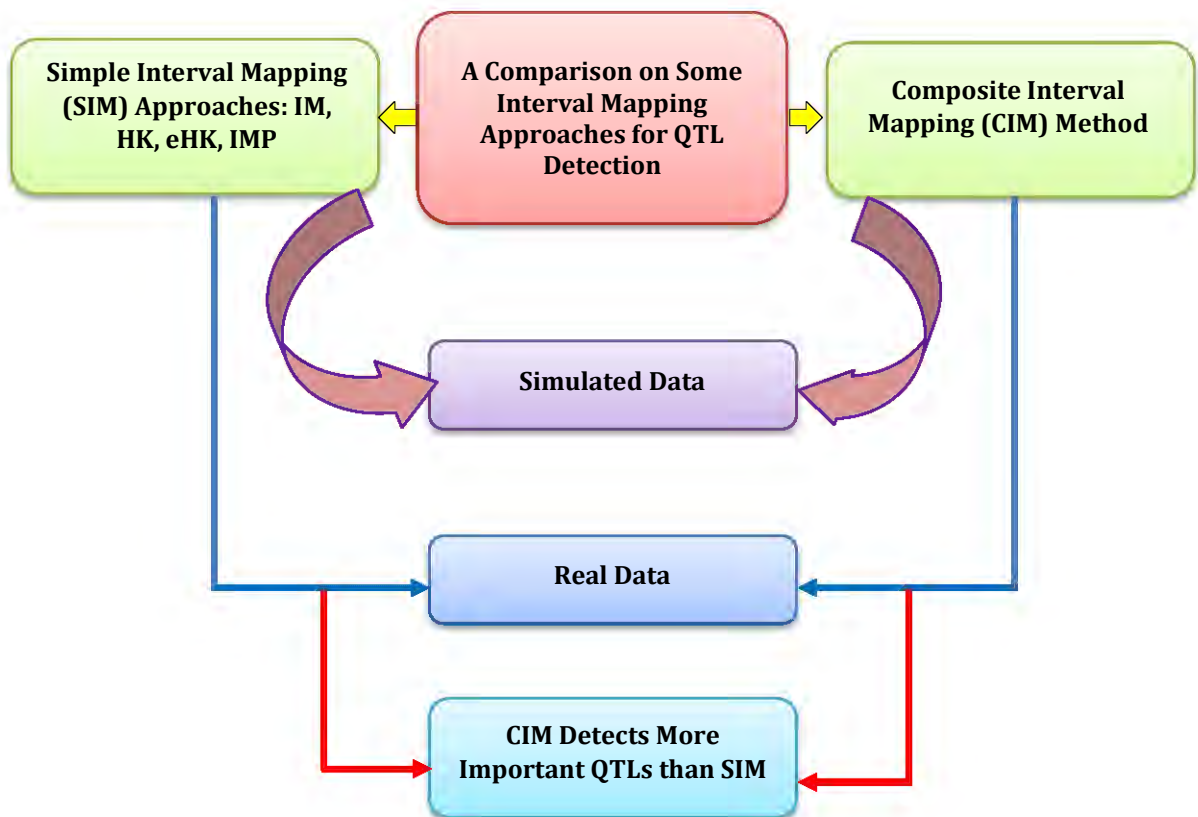 Simple Interval Mapping
(SIM) Approaches: IM,
HK, eHK, IMP
A Comparison on Some
Interval Mapping
Approaches for QTL
Detection
Composite Interval
Mapping (CIM) Method
Simulated Data
Real Data
CIM Detects More
Important QTLs than SIM